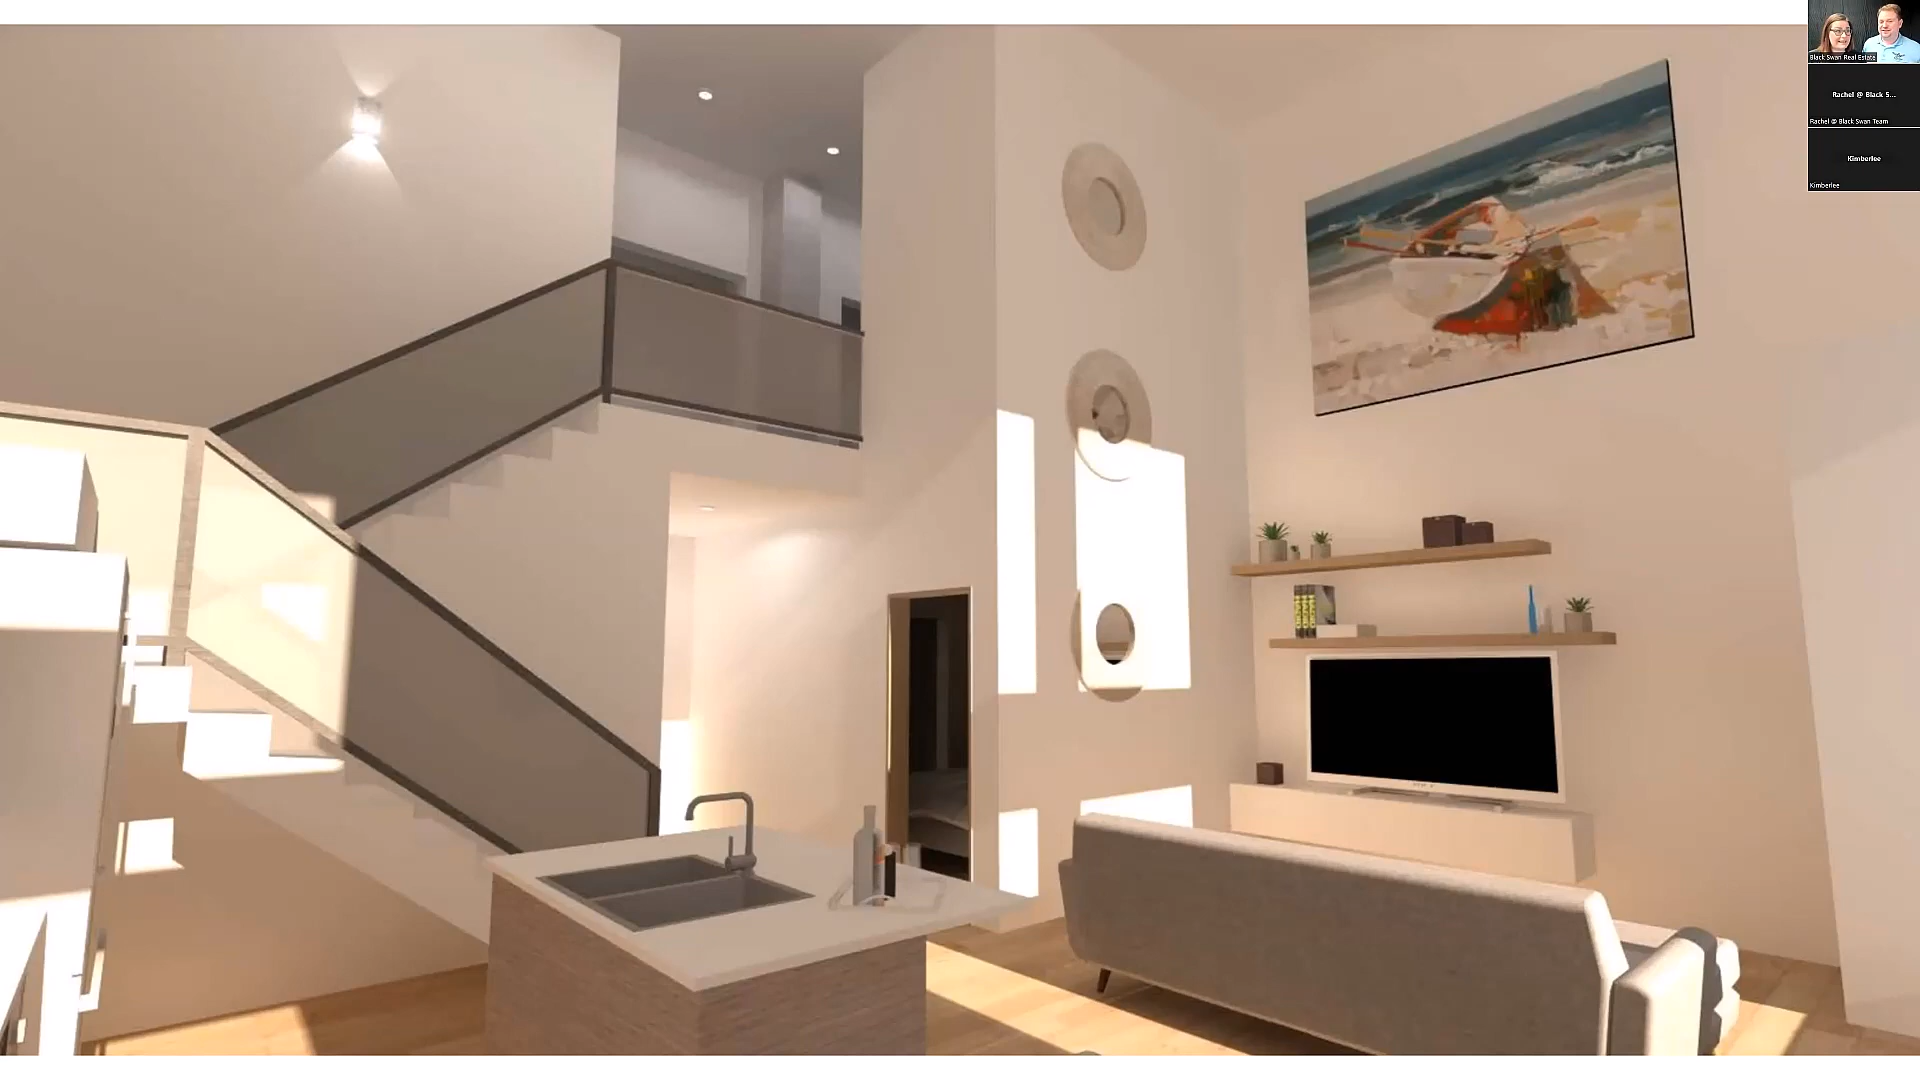 Black Swan Real Estate
Rachel @ Black S...
Rachel @ Black Swan Team
Kimberlee
Kimberlee